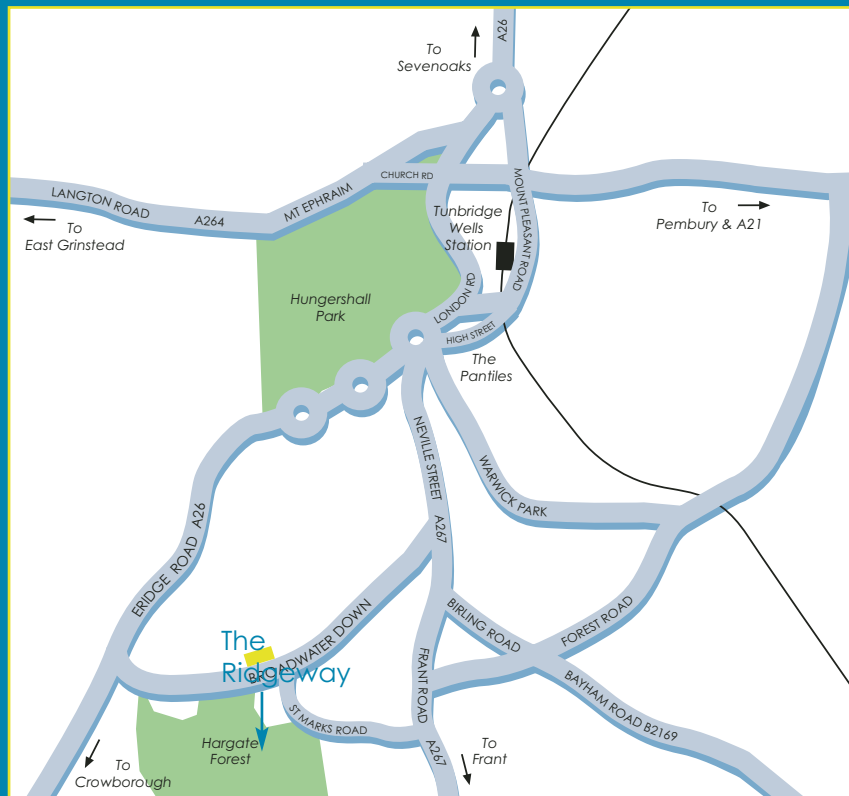 A26
To
Sevenoaks
CHURCH RD
MT EPHRAIM
MOUNT PLEASANT ROAD
LANGTON ROAD
A264
To
East Grinstead
Tunbridge
Wells
Station
To
Pembury & A21
Hungershall
Park
LONDON RD
HIGH STREET
The
Pantiles
NEVILLE STREET
A267
WARWICK PARK
ERIDGE ROAD A26
BROADWATER DOWN
The
Ridgeway
BIRLING ROAD
FOREST ROAD
FRANT ROAD
BAYHAM ROAD B2169
ST MARKS ROAD
A267
Hargate
Forest
To
Frant
To
Crowborough